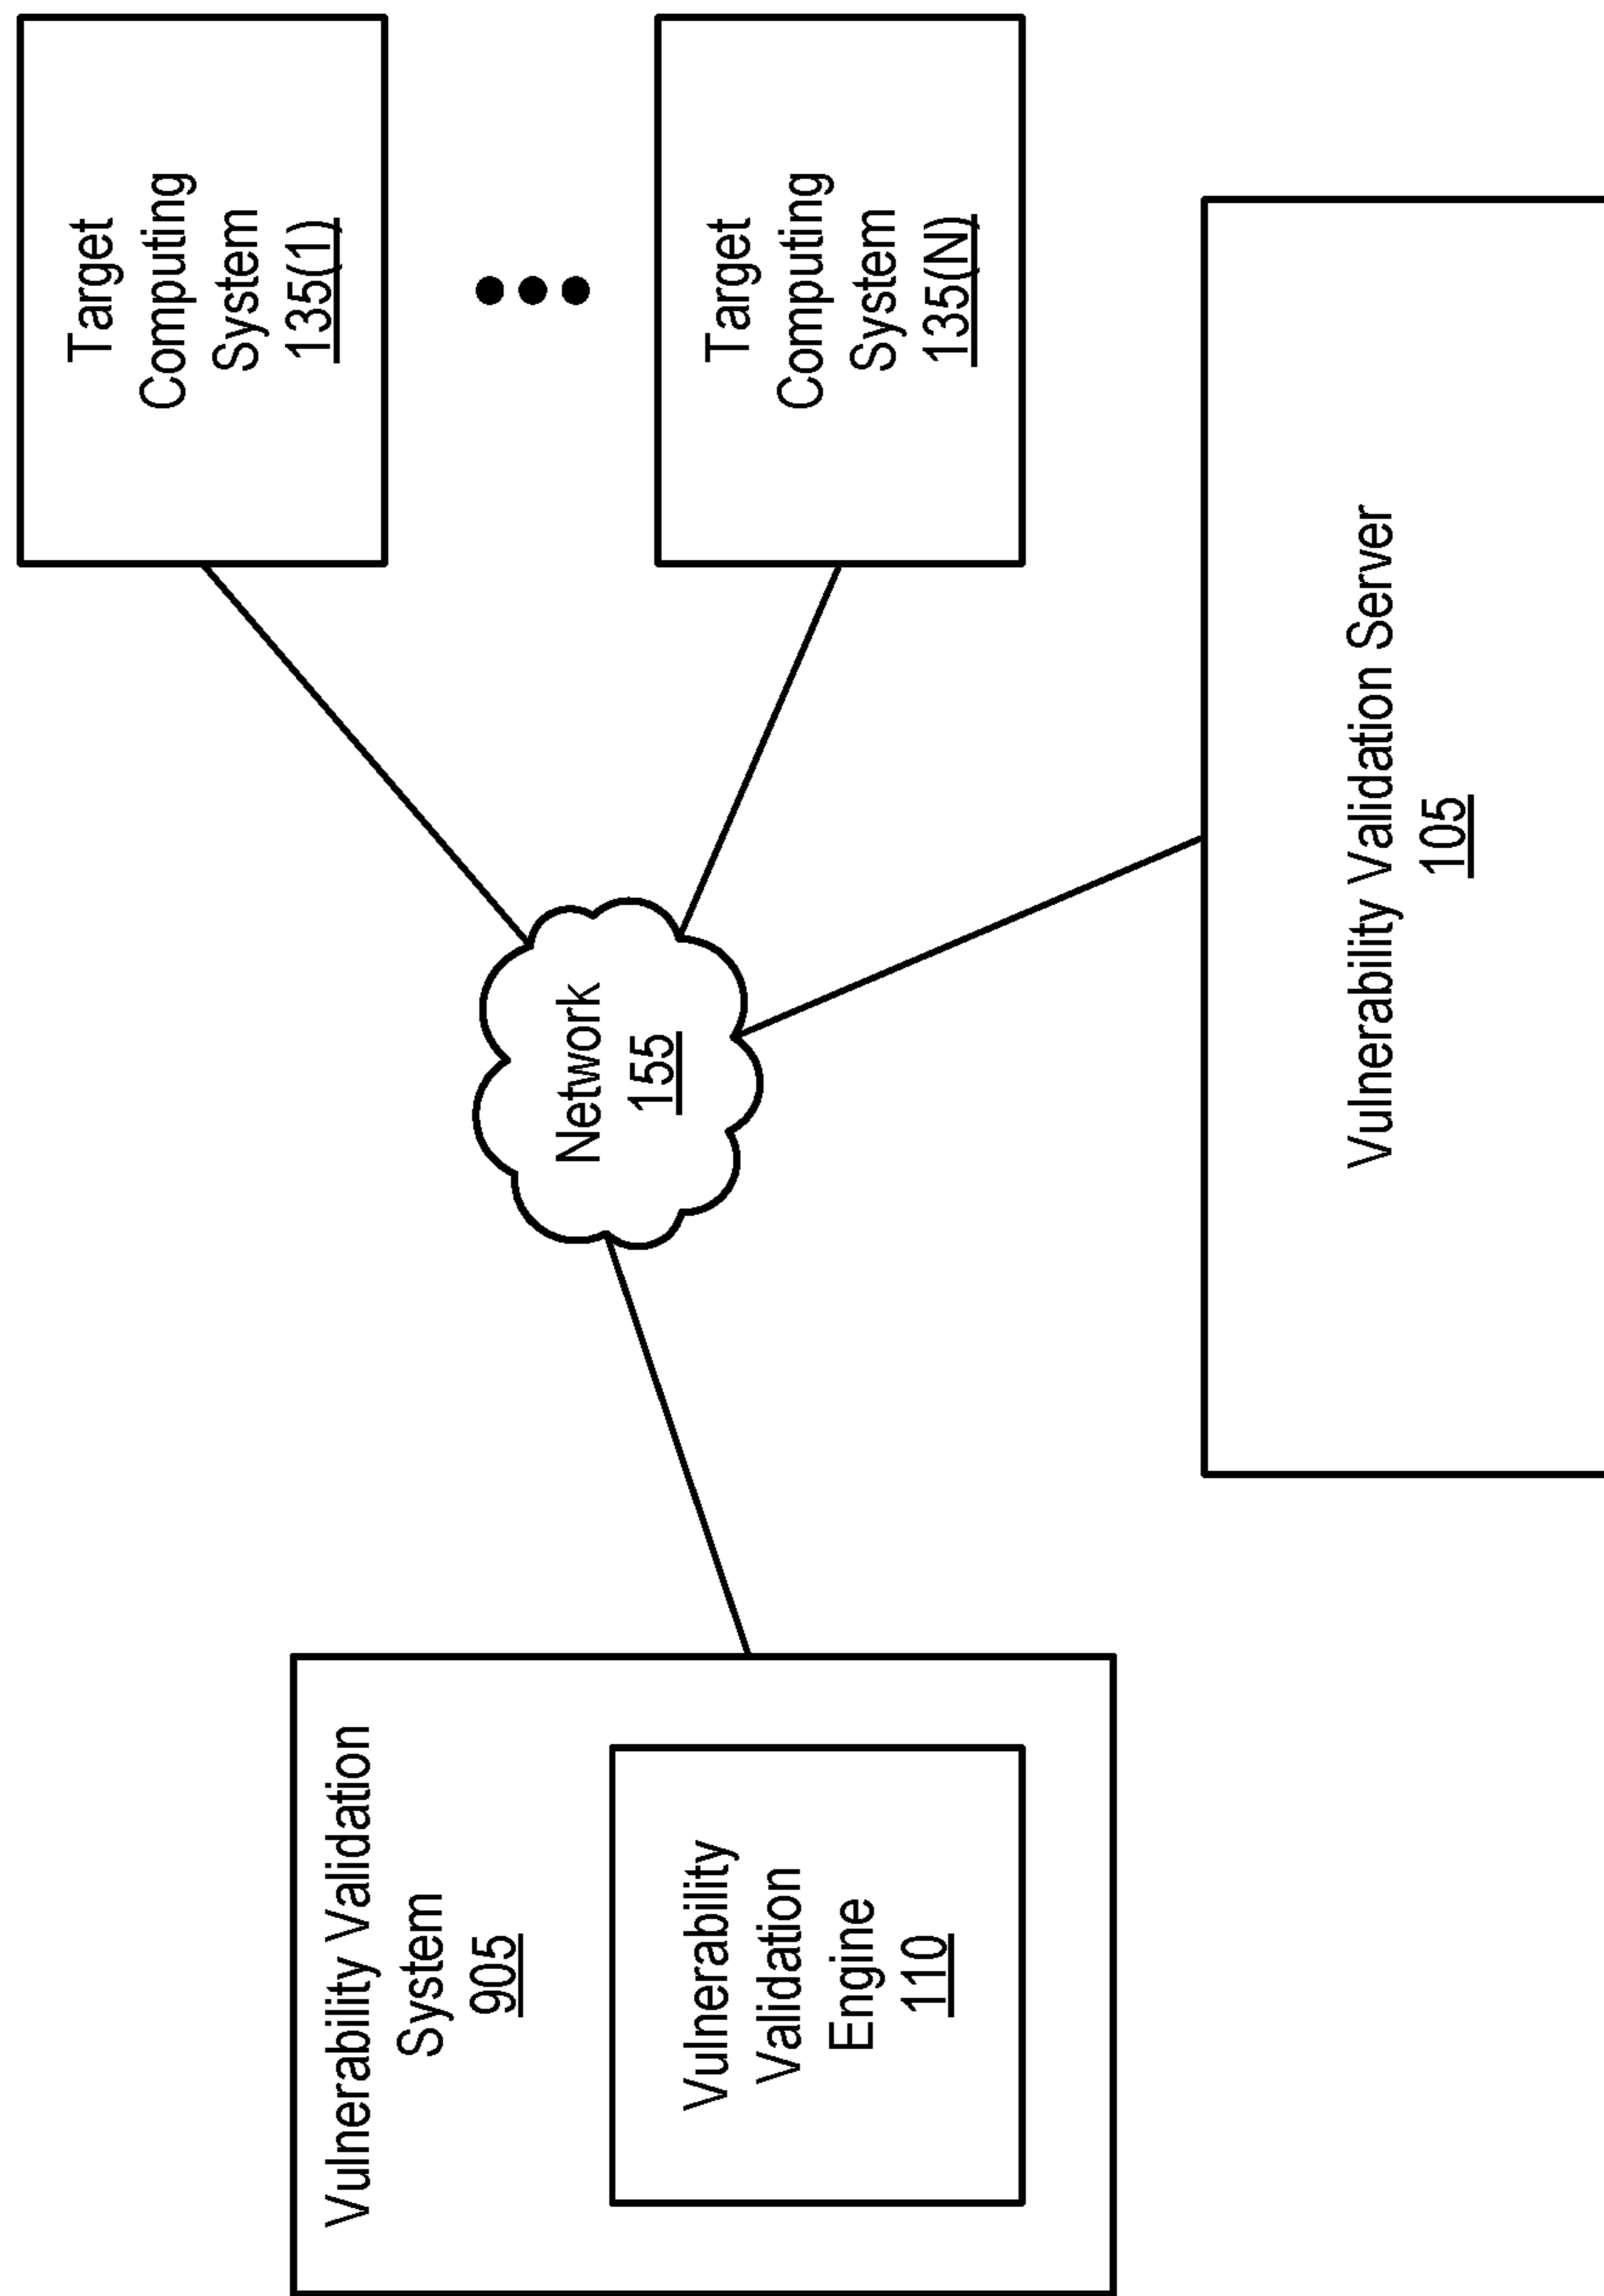 Vulnerability Validation
System
905
Vulnerability
Validation
Engine
110
Network
155
Target
Computing
System
135(1)
Target
Computing
System
135(N)
Vulnerability Validation Server
105